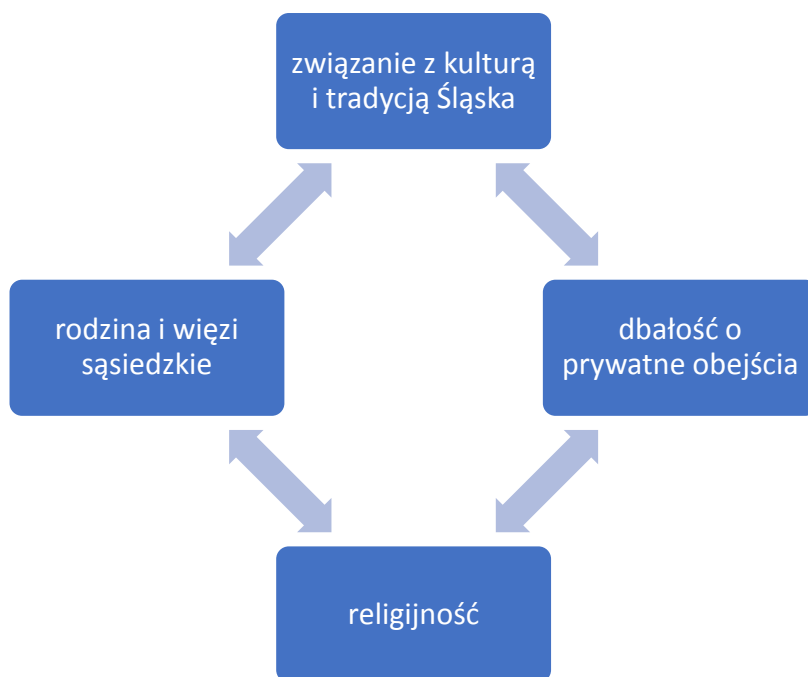 związanie z kulturą
i tradycją Śląska
rodzina i więzi
sąsiedzkie
dbałość o
prywatne obejścia
religijność